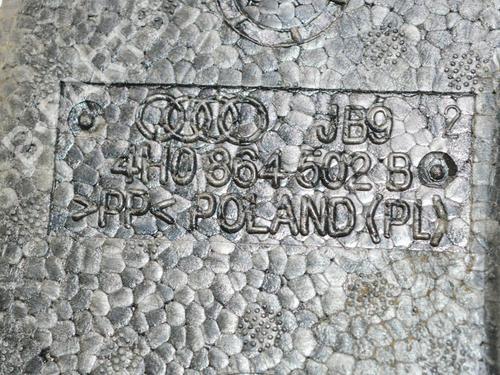 JB9 2
4H0 864 502 B
>PP< POLAND (PL)